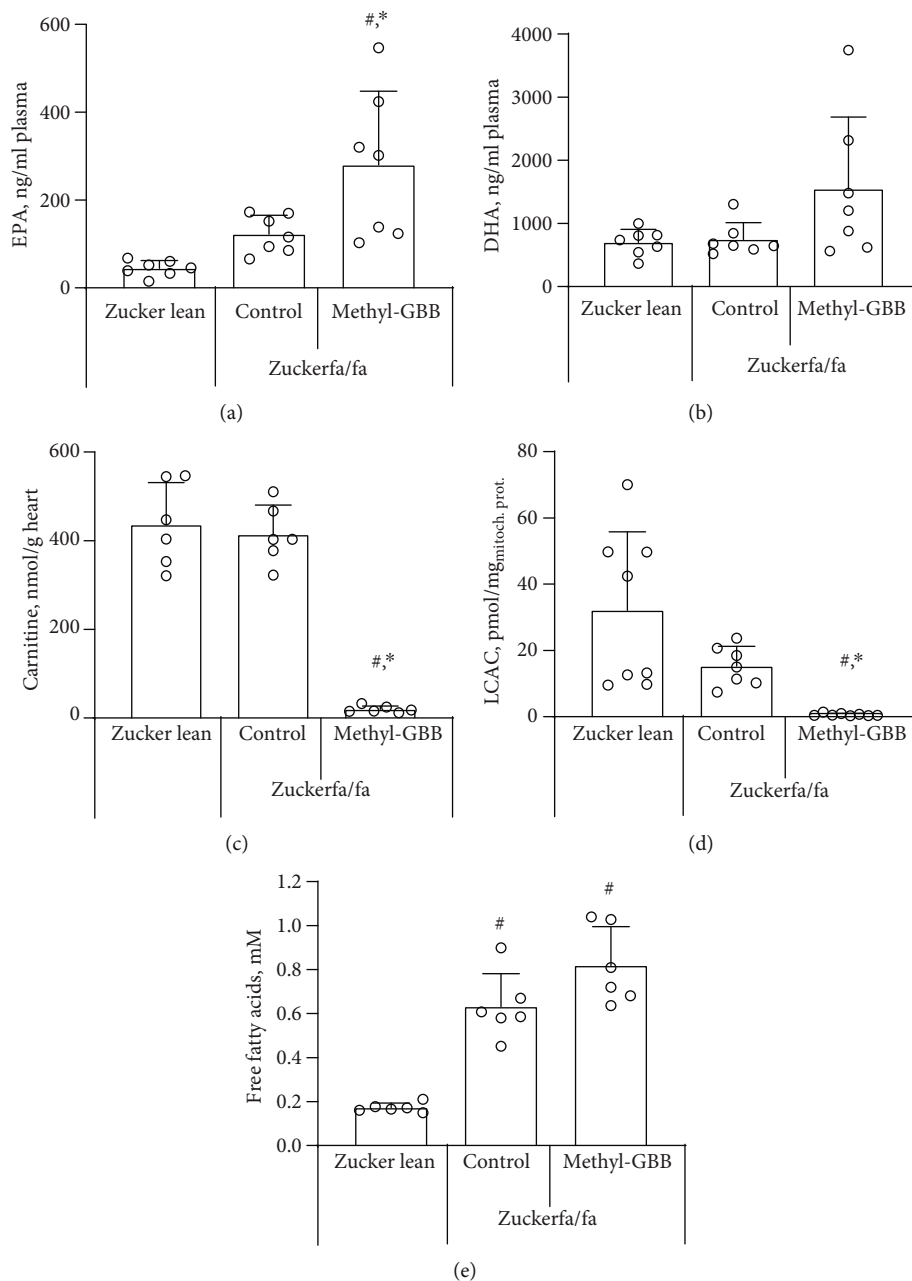 600
400
200
0
EPA, ng/ml plasma
#,*
Zucker lean
Control
Methyl-GBB
Zuckerfa/fa
(a)
4000
3000
2000
1000
0
DHA, ng/ml plasma
Zucker lean
Control
Methyl-GBB
Zuckerfa/fa
(b)
600
400
200
0
Carnitine, nmol/g heart
#,*
Zucker lean
Control
Methyl-GBB
Zuckerfa/fa
(c)
80
60
40
20
0
LCAC, pmol/mg mitoch. prot.
#,*
Zucker lean
Control
Methyl-GBB
Zuckerfa/fa
(d)
1.2
1.0
0.8
0.6
0.4
0.2
0.0
Free fatty acids, mM
#
#
Zucker lean
Control
Methyl-GBB
Zuckerfa/fa
(e)